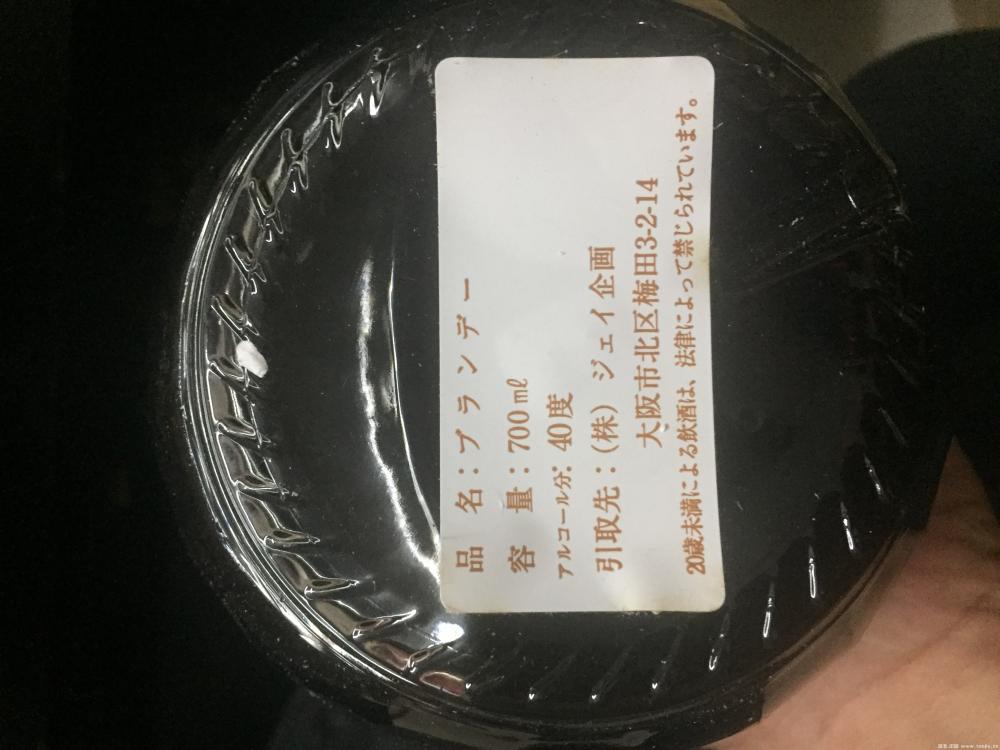 品名：ブランデー
容量：700㎖
アルコール分：40度
引取先：（株）ジェイ企画
大阪市北区梅田3-2-14
20歳未満による飲酒は、法律によって禁じられています。